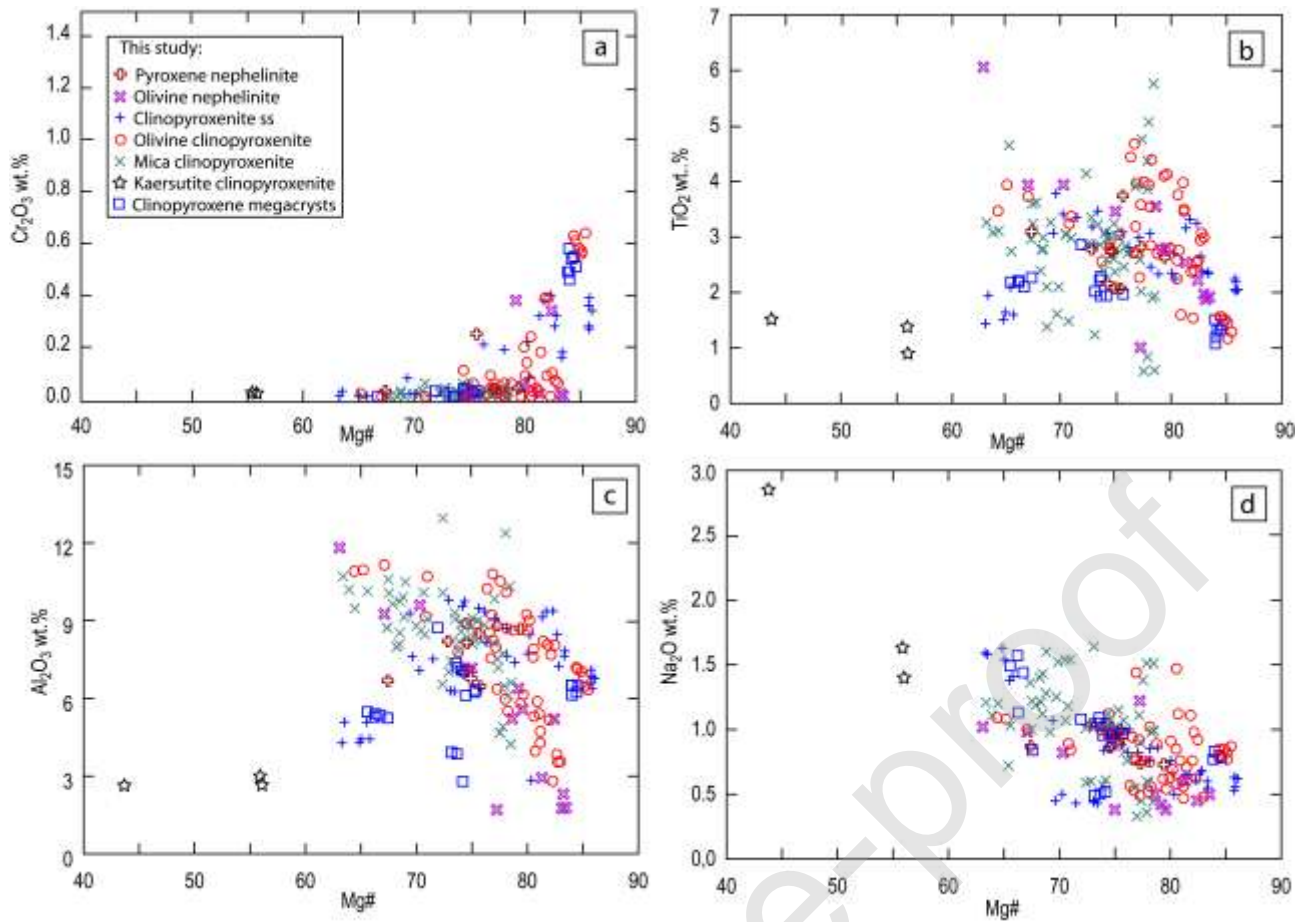 1.4
1.2
1.0
0.8
0.6
0.4
0.2
0.0
Cr2O3 wt.%
This study:
Pyroxene nephelinite
Olivine nephelinite
Clinopyroxenite ss
Olivine clinopyroxenite
Mica clinopyroxenite
Kaersutite clinopyroxenite
Clinopyroxene megacrysts
a
40 50 60 70 80 90
Mg#
7
6
5
4
3
2
1
0
TiO2 wt.%
b
40 50 60 70 80 90
Mg#
15
12
9
6
3
0
Al2O3 wt.%
c
40 50 60 70 80 90
Mg#
3.0
2.5
2.0
1.5
1.0
0.5
0,0
Na2O wt.%
d
40 50 60 70 80 90
Mg#
e-proof